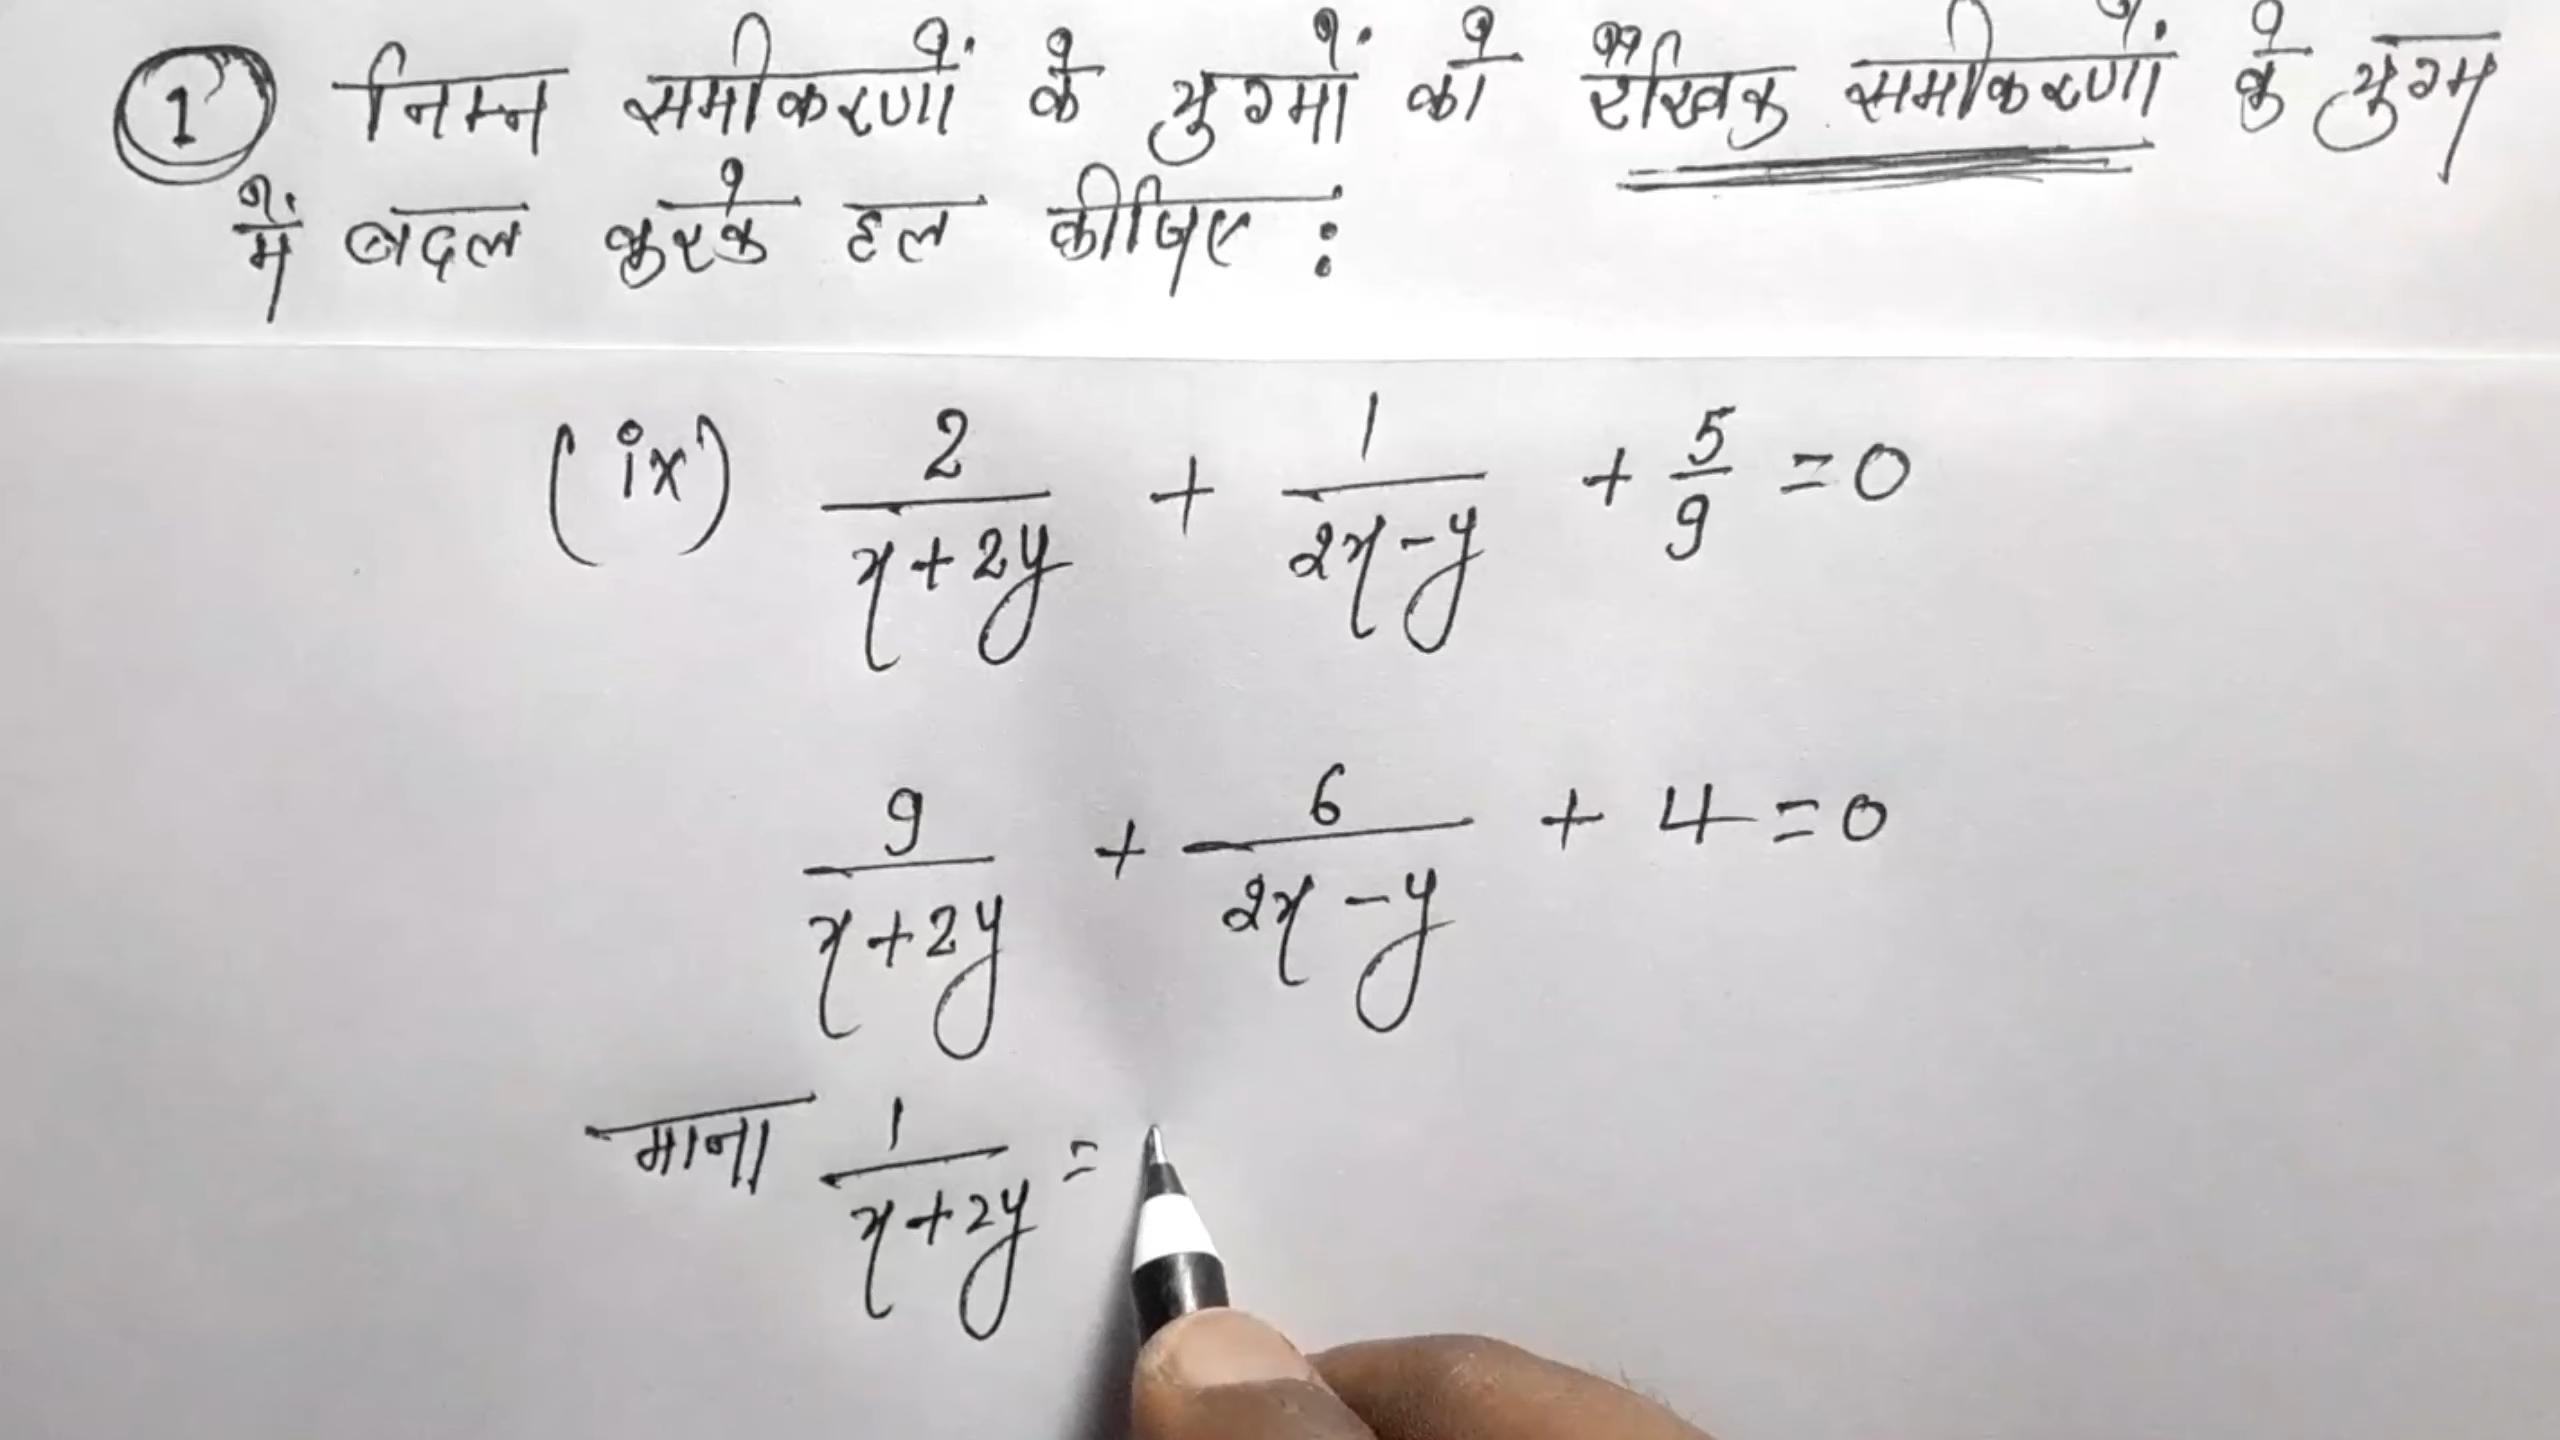 1 निम्न समीकरणों के युग्मों को रैखिक समीकरणों के युग्म
में बदल करके हल कीजिए :
(ix) 2/(x+2y) + 1/(2x-y) + 5/9 = 0
9/(x+2y) + 6/(2x-y) + 4 = 0
माना 1/(x+2y) =